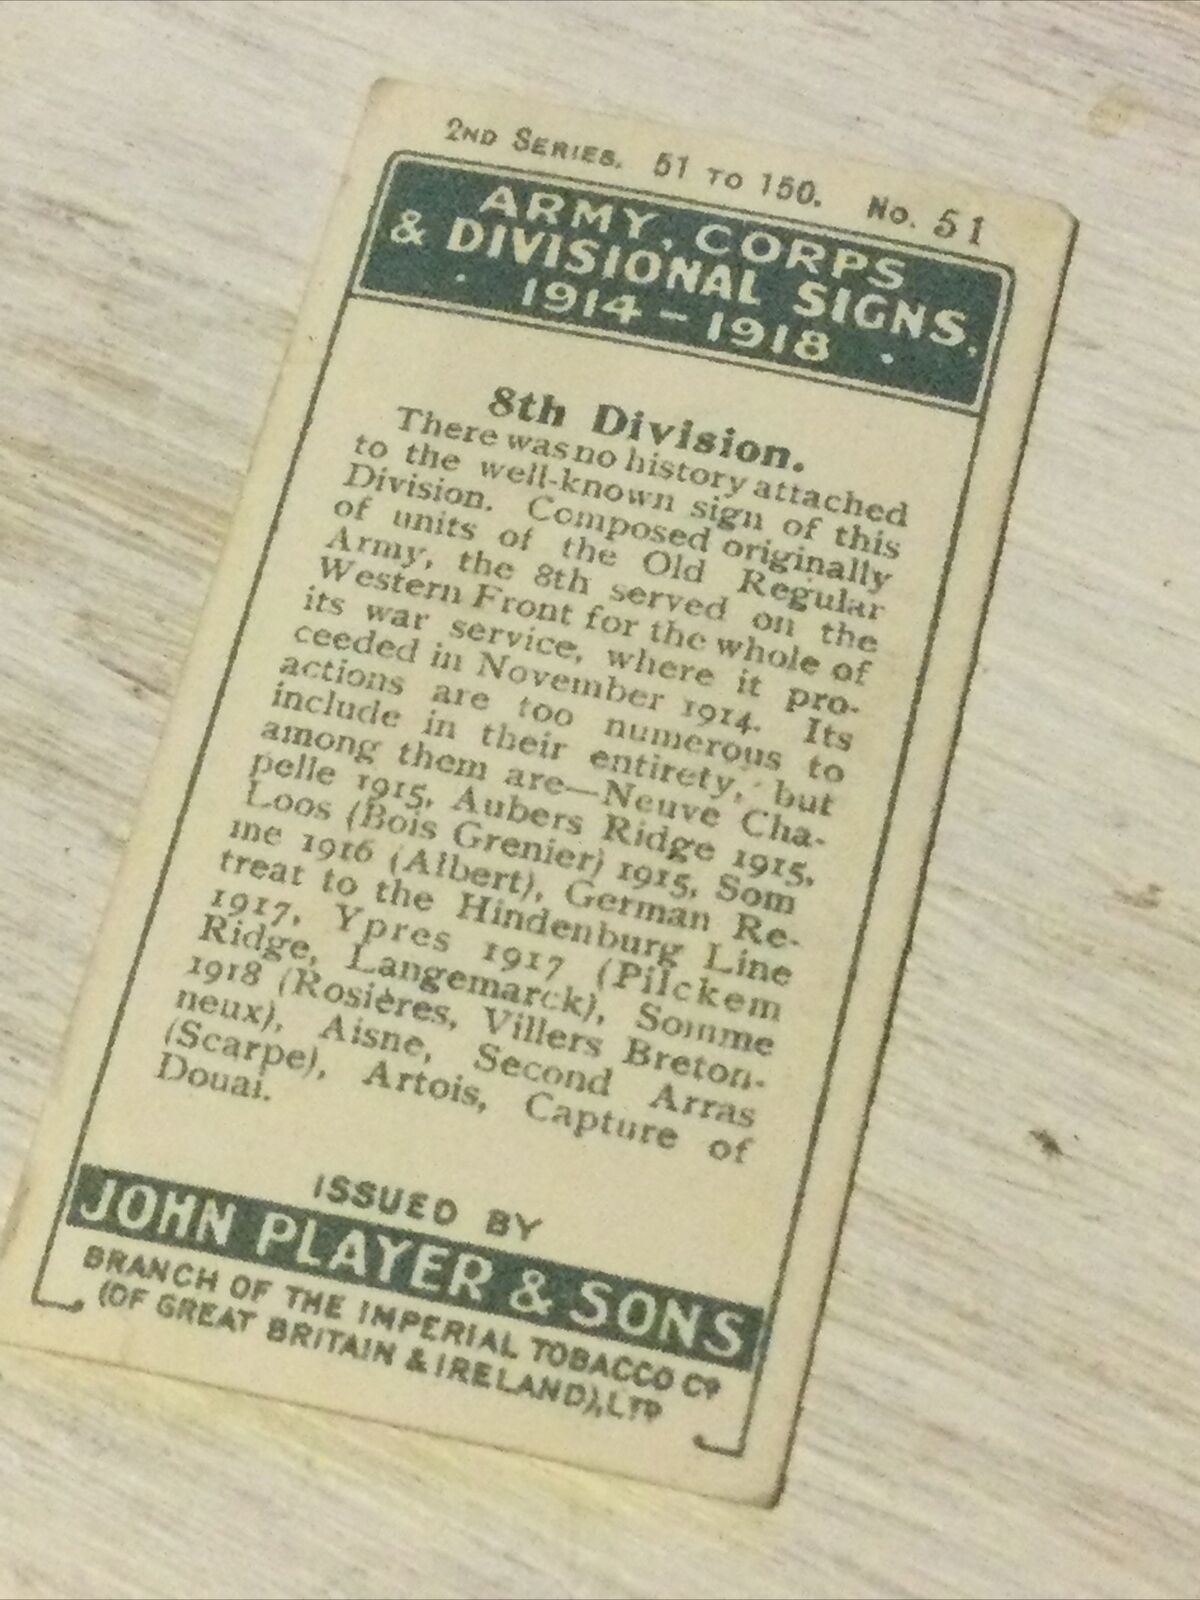 2ND SERIES. 51 TO 150. No. 51
ARMY, CORPS
& DIVISIONAL SIGNS,
1914 - 1918
8th Division.
There was no history attached
to the well-known sign of this
Division. Composed originally
of units of the Old Regular
Army, the 8th served on the
Western Front for the whole of
its war service, where it pro-
ceeded in November 1914. Its
actions are too numerous to
include in their entirety, but
among them are—Neuve Cha-
pelle 1915, Aubers Ridge 1915,
Loos (Bois Grenier) 1915, Som
me 1916 (Albert), German Re-
treat to the Hindenburg Line
1917, Ypres 1917 (Pilckem
Ridge, Langemarck), Somme
1918 (Rosières, Villers Breton-
neux), Aisne, Second Arras
(Scarpe), Artois, Capture of
Douai.
ISSUED BY
JOHN PLAYER & SONS
BRANCH OF THE IMPERIAL TOBACCO CO
(OF GREAT BRITAIN & IRELAND), LTD